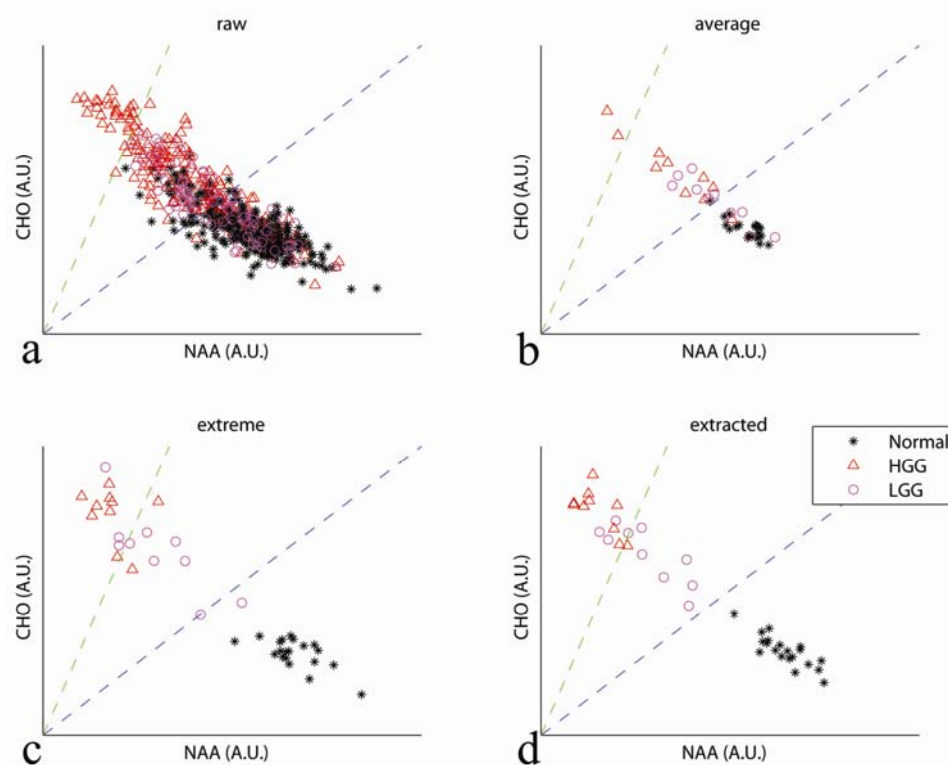 raw
CHO (A.U.)
NAA (A.U.)
a
average
CHO (A.U.)
NAA (A.U.)
b
extreme
CHO (A.U.)
NAA (A.U.)
c
extracted
Normal
HGG
LGG
CHO (A.U.)
NAA (A.U.)
d